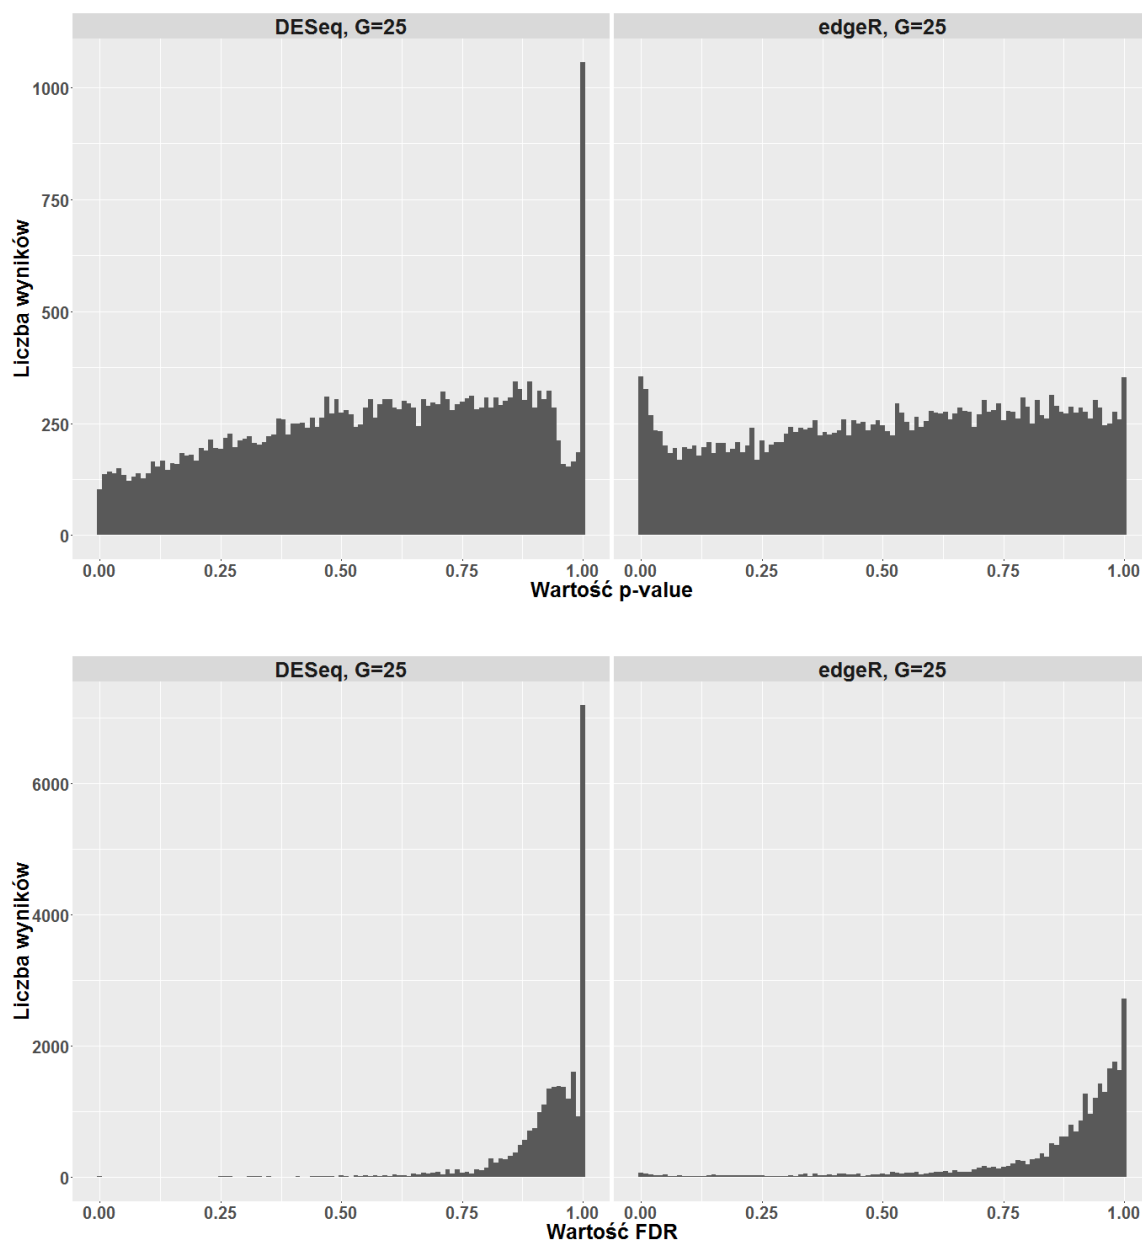 DESeq, G=25 edgeR, G=25
1000
750
500
250
0
Liczba wyników
0.00 0.25 0.50 0.75 1.00 0.00 0.25 0.50 0.75 1.00
Wartość p-value
DESeq, G=25 edgeR, G=25
6000
4000
2000
0
Liczba wyników
0.00 0.25 0.50 0.75 1.00 0.00 0.25 0.50 0.75 1.00
Wartość FDR